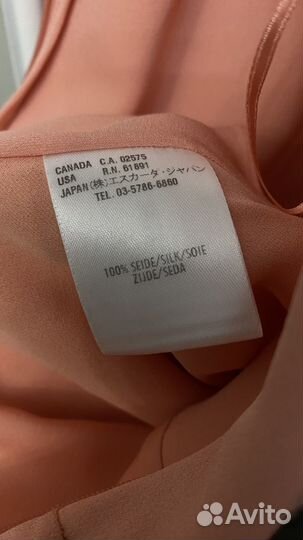 CANADA C.A. 02575
USA R.N. 61891
JAPAN (株)エスカーダ・ジャパン
TEL. 03-5786-6860
100% SEIDE/SILK/SOIE
ZIJDE/SEDA
Avito